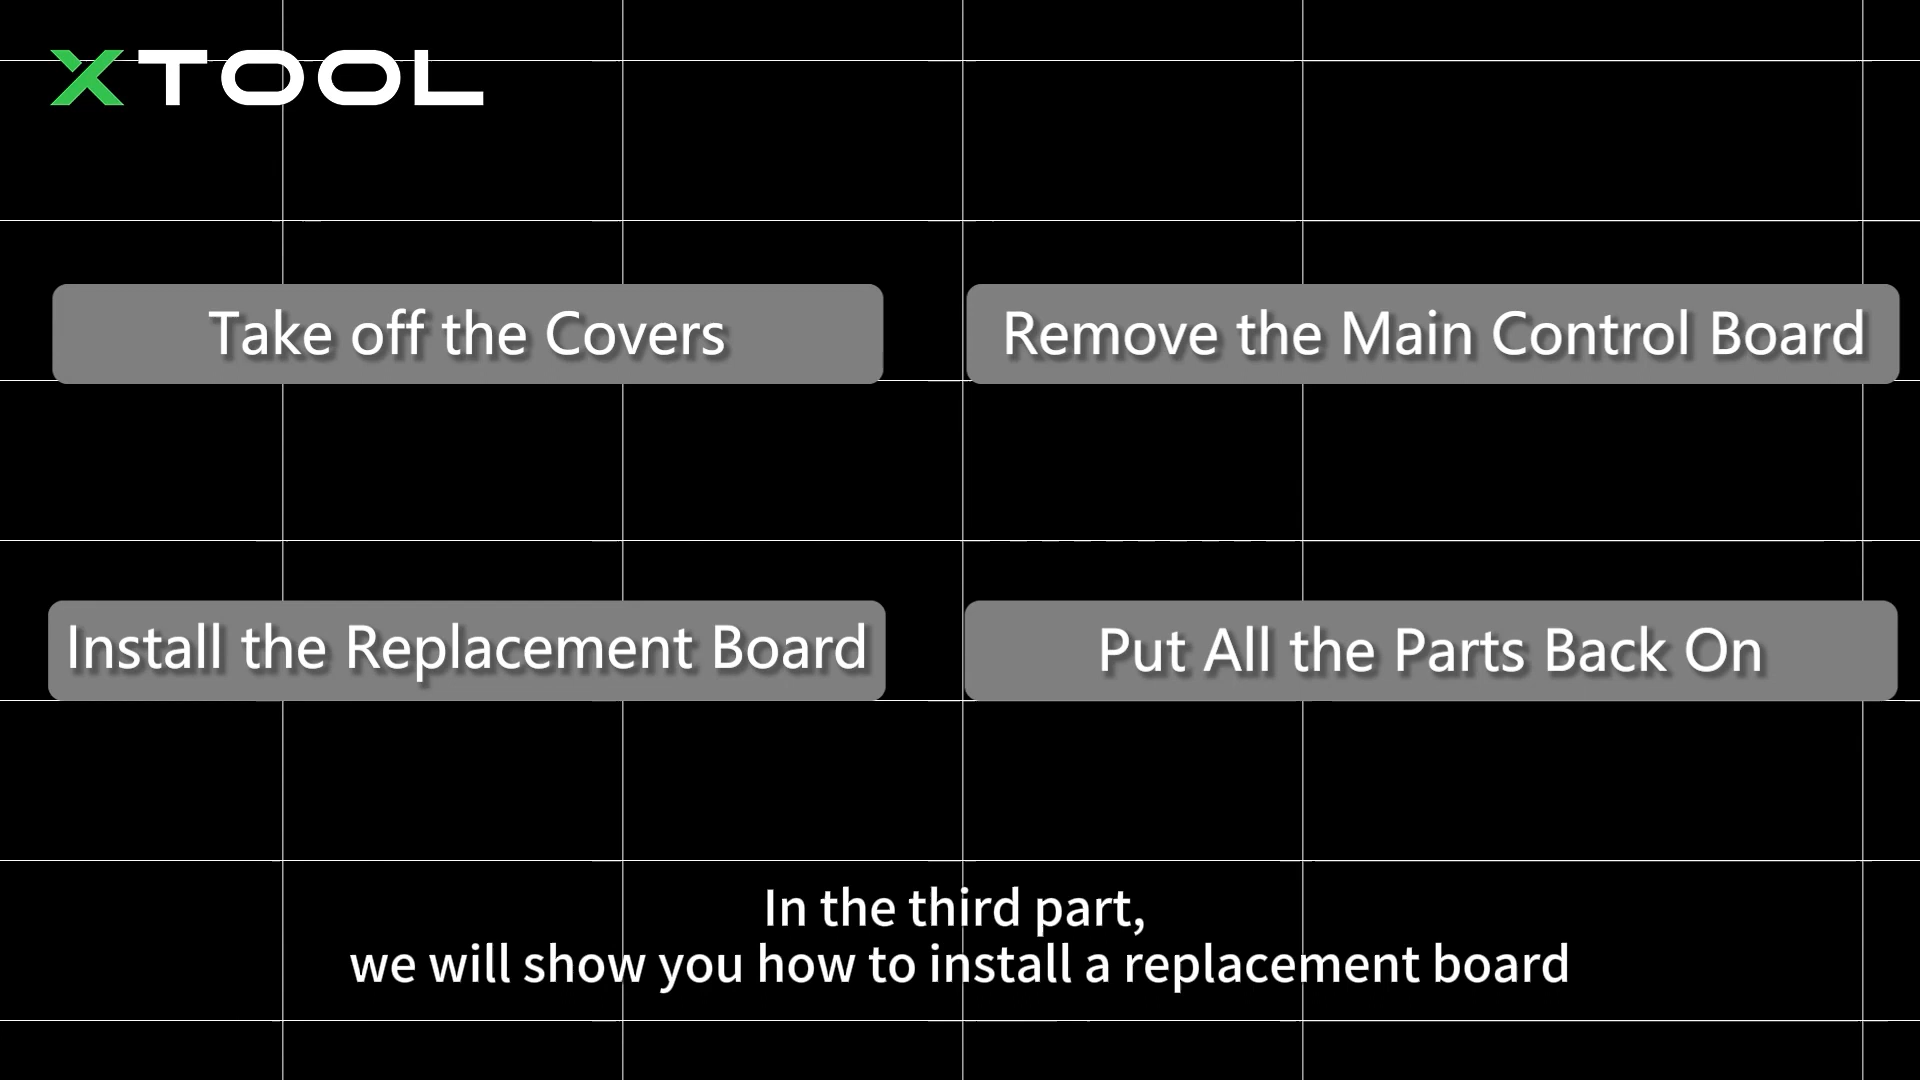 XTOOL
Take off the Covers
Remove the Main Control Board
Install the Replacement Board
Put All the Parts Back On
In the third part,
we will show you how to install a replacement board